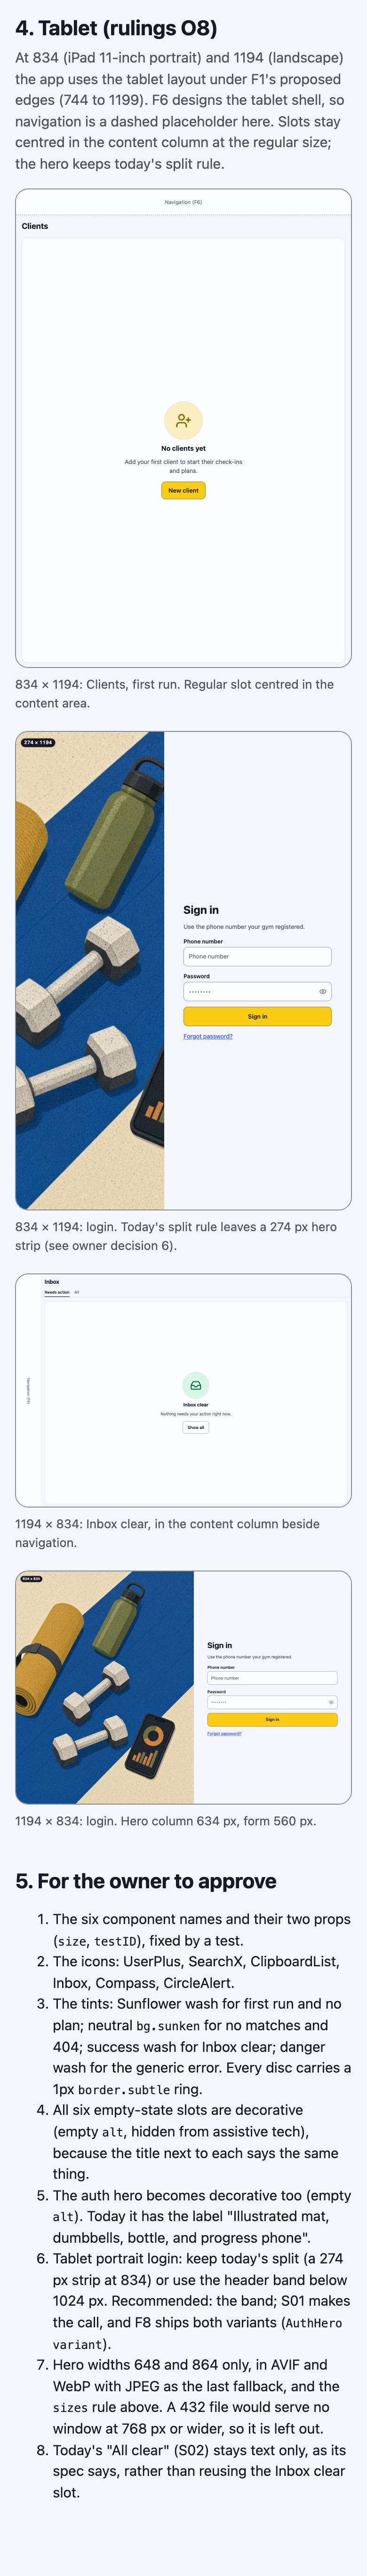 4. Tablet (rulings O8)
At 834 (iPad 11-inch portrait) and 1194 (landscape)
the app uses the tablet layout under F1's proposed
edges (744 to 1199). F6 designs the tablet shell, so
navigation is a dashed placeholder here. Slots stay
centred in the content column at the regular size;
the hero keeps today's split rule.
Navigation (F6)
Clients
No clients yet
Add your first client to start their check-ins
and plans.
New client
834 × 1194: Clients, first run. Regular slot centred in the
content area.
274 × 1194
Sign in
Use the phone number your gym registered.
Phone number
Phone number
Password
Sign in
Forgot password?
834 × 1194: login. Today's split rule leaves a 274 px hero
strip (see owner decision 6).
Inbox
Needs action All
Navigation (F6)
Inbox clear
Nothing needs your action right now.
Show all
1194 × 834: Inbox clear, in the content column beside
navigation.
634 × 834
Sign in
Use the phone number your gym registered.
Phone number
Phone number
Password
Sign in
Forgot password?
1194 × 834: login. Hero column 634 px, form 560 px.
5. For the owner to approve
1. The six component names and their two props
(size, testID), fixed by a test.
2. The icons: UserPlus, SearchX, ClipboardList,
Inbox, Compass, CircleAlert.
3. The tints: Sunflower wash for first run and no
plan; neutral bg.sunken for no matches and
404; success wash for Inbox clear; danger
wash for the generic error. Every disc carries a
1px border.subtle ring.
4. All six empty-state slots are decorative
(empty alt, hidden from assistive tech),
because the title next to each says the same
thing.
5. The auth hero becomes decorative too (empty
alt). Today it has the label "Illustrated mat,
dumbbells, bottle, and progress phone".
6. Tablet portrait login: keep today's split (a 274
px strip at 834) or use the header band below
1024 px. Recommended: the band; S01 makes
the call, and F8 ships both variants (AuthHero
variant).
7. Hero widths 648 and 864 only, in AVIF and
WebP with JPEG as the last fallback, and the
sizes rule above. A 432 file would serve no
window at 768 px or wider, so it is left out.
8. Today's "All clear" (S02) stays text only, as its
spec says, rather than reusing the Inbox clear
slot.